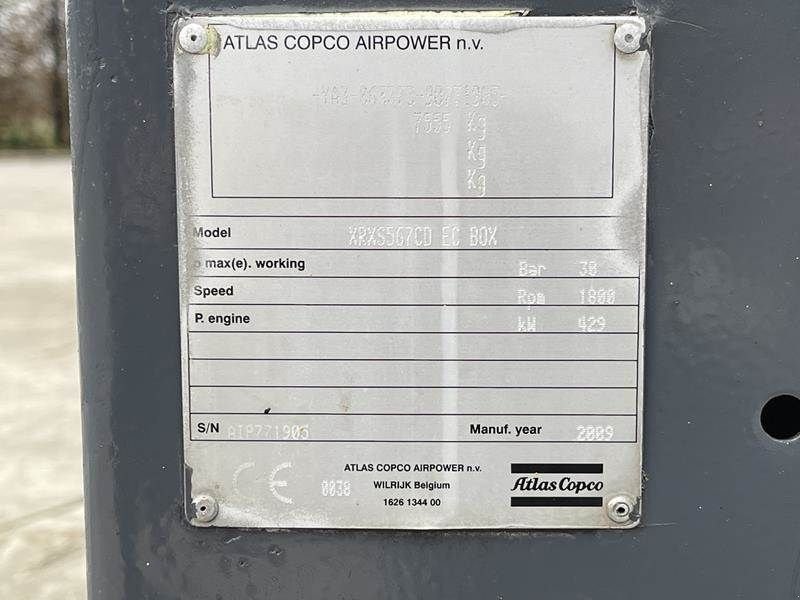 ATLAS COPCO AIRPOWER n.v.
7555 Kg
Kg
Kg
Model XRXS567CD EC BOX
max(e). working Bar 30
Speed Rpm 1800
P. engine kW 429
S/N Manuf. year 2009
CE 0038
ATLAS COPCO AIRPOWER n.v.
WILRIJK Belgium
1626 1344 00
Atlas Copco